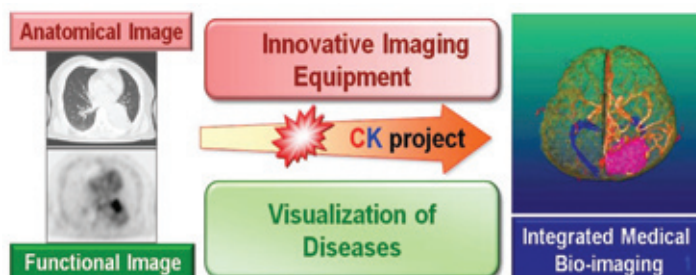 Anatomical Image
Functional Image
Innovative Imaging
Equipment
CK project
Visualization of
Diseases
Integrated Medical
Bio-imaging